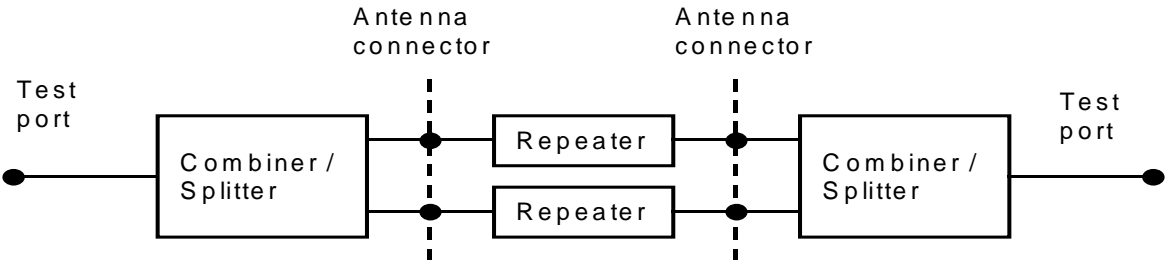 Antenna
connector
Antenna
connector
Test
port
Test
port
Combiner /
Splitter
Repeater
Combiner /
Splitter
Repeater